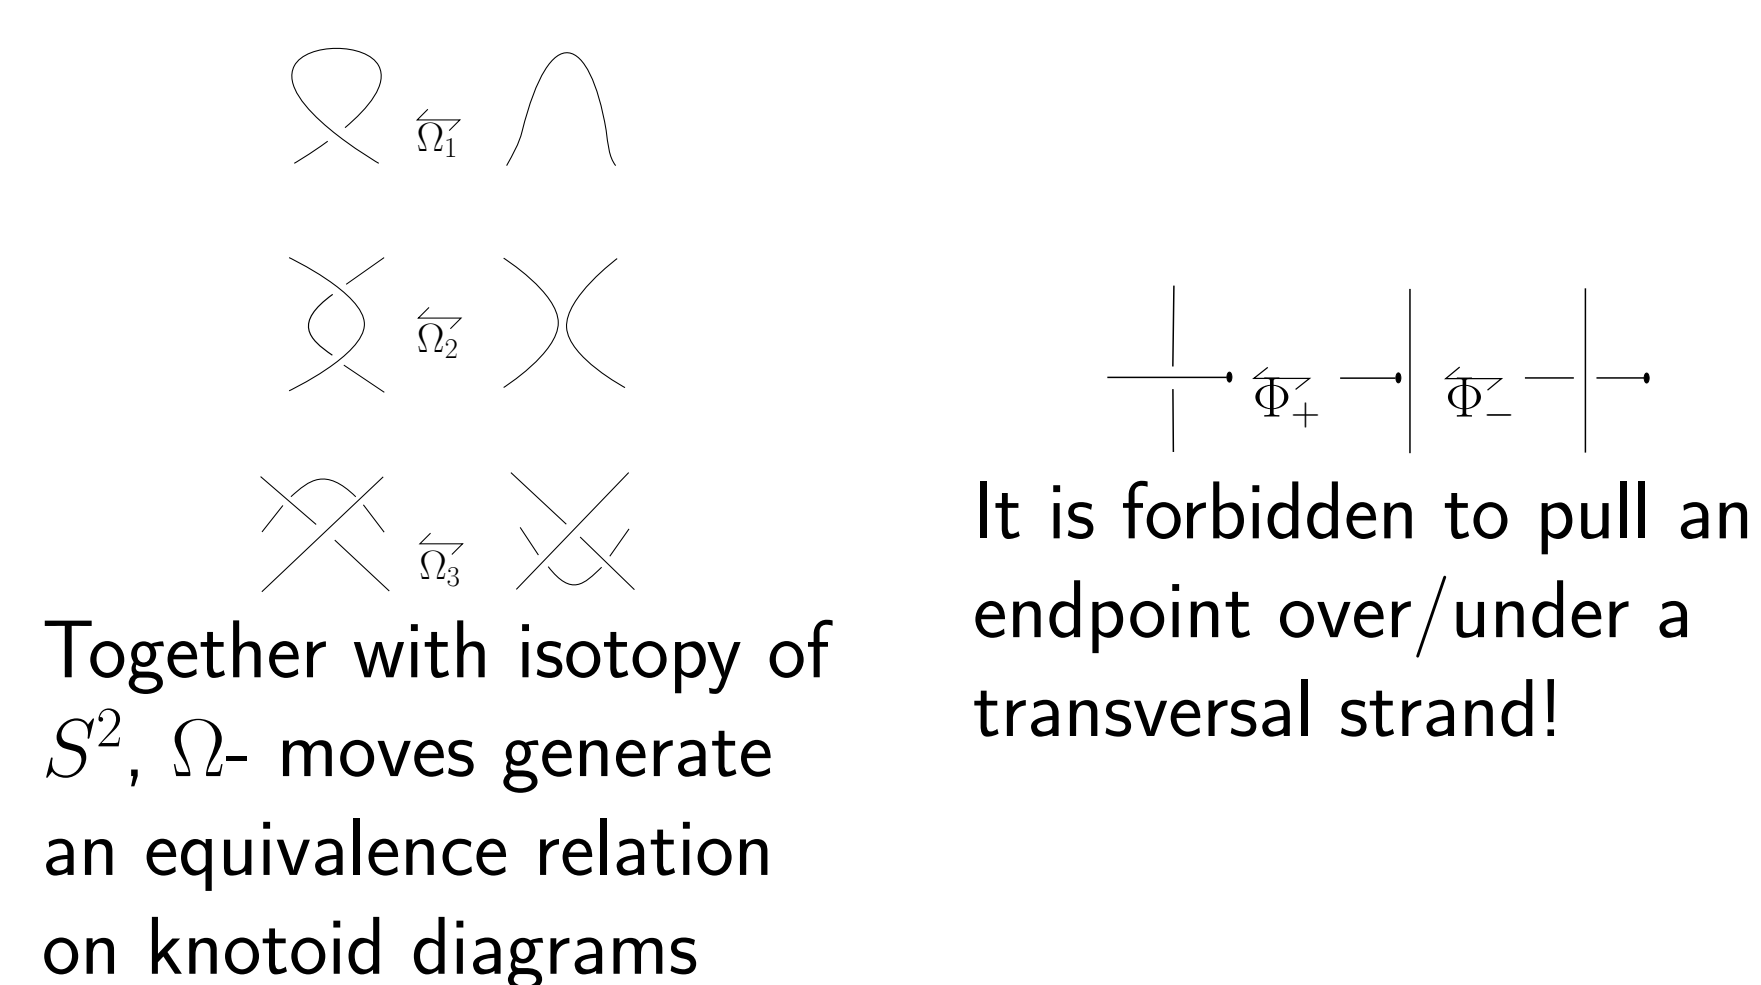 Ω₁
Ω₂
Ω₃
Together with isotopy of
S², Ω- moves generate
an equivalence relation
on knotoid diagrams
Φ₊ Φ₋
It is forbidden to pull an
endpoint over/under a
transversal strand!